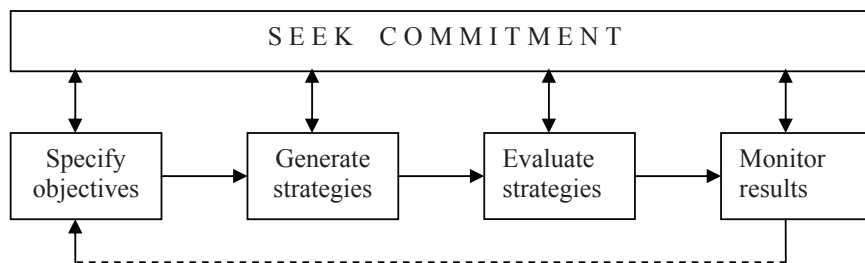 SEEK COMMITMENT
Specify
objectives
Generate
strategies
Evaluate
strategies
Monitor
results